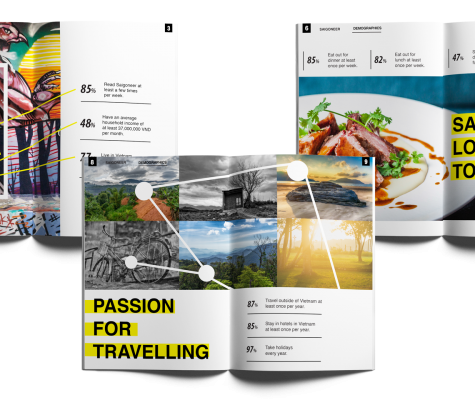 3
85%
Read Saigoneer at
least a few times
per week.
48%
Have an average
household income of
at least 37,000,000 VND
per month.
77
Live in Vietnam
6
SAIGONEER
DEMOGRAPHICS
85%
Eat out for
dinner at least
once per week.
82%
Eat out for
lunch at least
once per week.
47%
SA
LO
TO
8
9
PASSION
FOR
TRAVELLING
87%
Travel outside of Vietnam at
least once per year.
85%
Stay in hotels in Vietnam
at least once per year.
97%
Take holidays
every year.